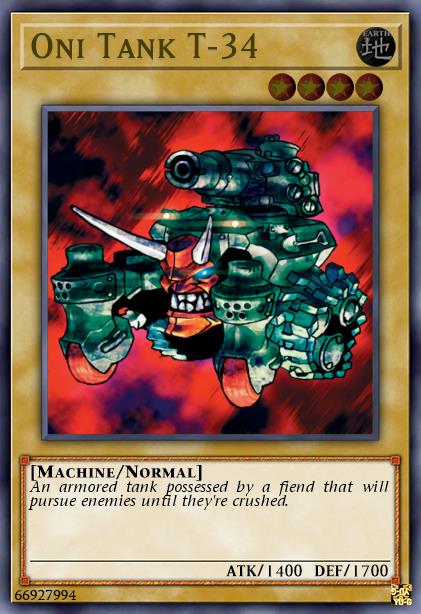 Oni Tank T-34
EARTH
地
[Machine/Normal]
An armored tank possessed by a fiend that will
pursue enemies until they're crushed.
ATK/1400 DEF/1700
66927994